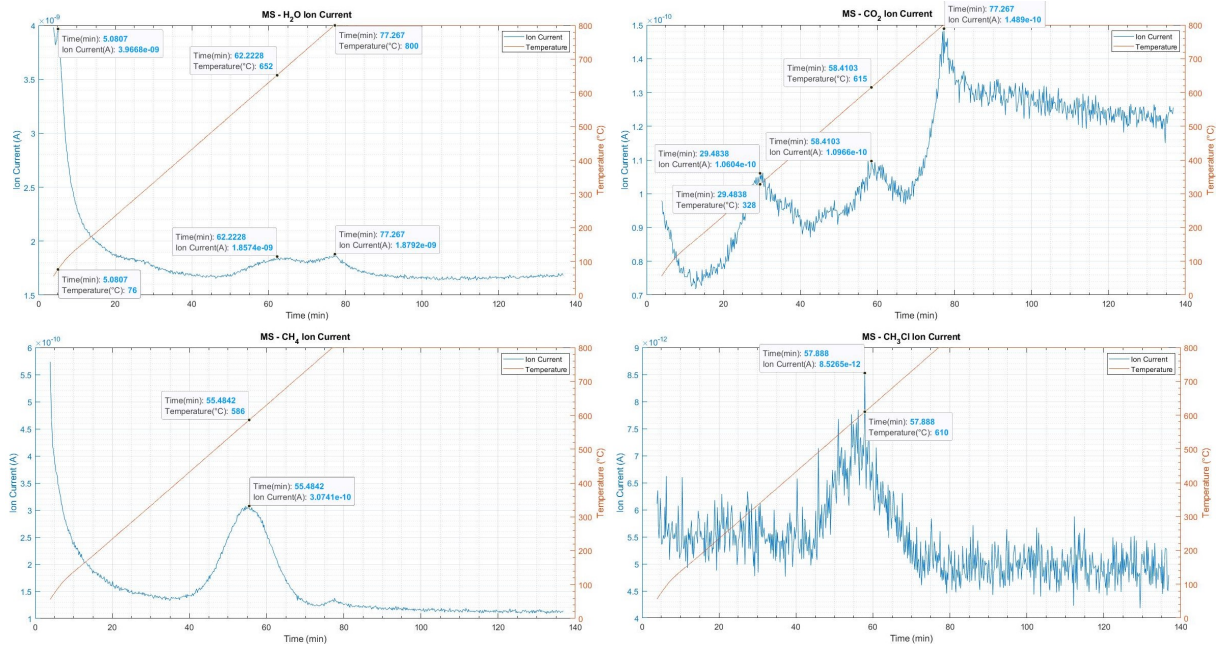 MS - H₂O Ion Current
×10⁻⁹
Time(min): 5.0807
Ion Current(A): 3.9668e-09
Time(min): 62.2228
Temperature(°C): 652
Time(min): 77.267
Temperature(°C): 800
Ion Current
Temperature
Time(min): 62.2228
Ion Current(A): 1.8574e-09
Time(min): 77.267
Ion Current(A): 1.8792e-09
Time(min): 5.0807
Temperature(°C): 76
4
3.5
3
2.5
2
1.5
Ion Current (A)
800
700
600
500
400
300
200
100
0
Temperature (°C)
0 20 40 60 80 100 120 140
Time (min)
MS - CO₂ Ion Current
×10⁻¹⁰
Time(min): 77.267
Ion Current(A): 1.489e-10
Ion Current
Temperature
Time(min): 58.4103
Temperature(°C): 615
Time(min): 58.4103
Ion Current(A): 1.0966e-10
Time(min): 29.4838
Ion Current(A): 1.0604e-10
Time(min): 29.4838
Temperature(°C): 328
1.5
1.4
1.3
1.2
1.1
1.0
0.9
0.8
0.7
Ion Current (A)
800
700
600
500
400
300
200
100
0
Temperature (°C)
0 20 40 60 80 100 120 140
Time (min)
MS - CH₄ Ion Current
×10⁻¹⁰
Ion Current
Temperature
Time(min): 55.4842
Temperature(°C): 586
Time(min): 55.4842
Ion Current(A): 3.0741e-10
6
5.5
5
4.5
4
3.5
3
2.5
2
1.5
1
Ion Current (A)
800
700
600
500
400
300
200
100
0
Temperature (°C)
0 20 40 60 80 100 120 140
Time (min)
MS - CH₃Cl Ion Current
×10⁻¹²
Time(min): 57.888
Ion Current(A): 8.5265e-12
Ion Current
Temperature
Time(min): 57.888
Temperature(°C): 610
9
8.5
8
7.5
7
6.5
6
5.5
5
4.5
4
Ion Current (A)
800
700
600
500
400
300
200
100
0
Temperature (°C)
0 20 40 60 80 100 120 140
Time (min)